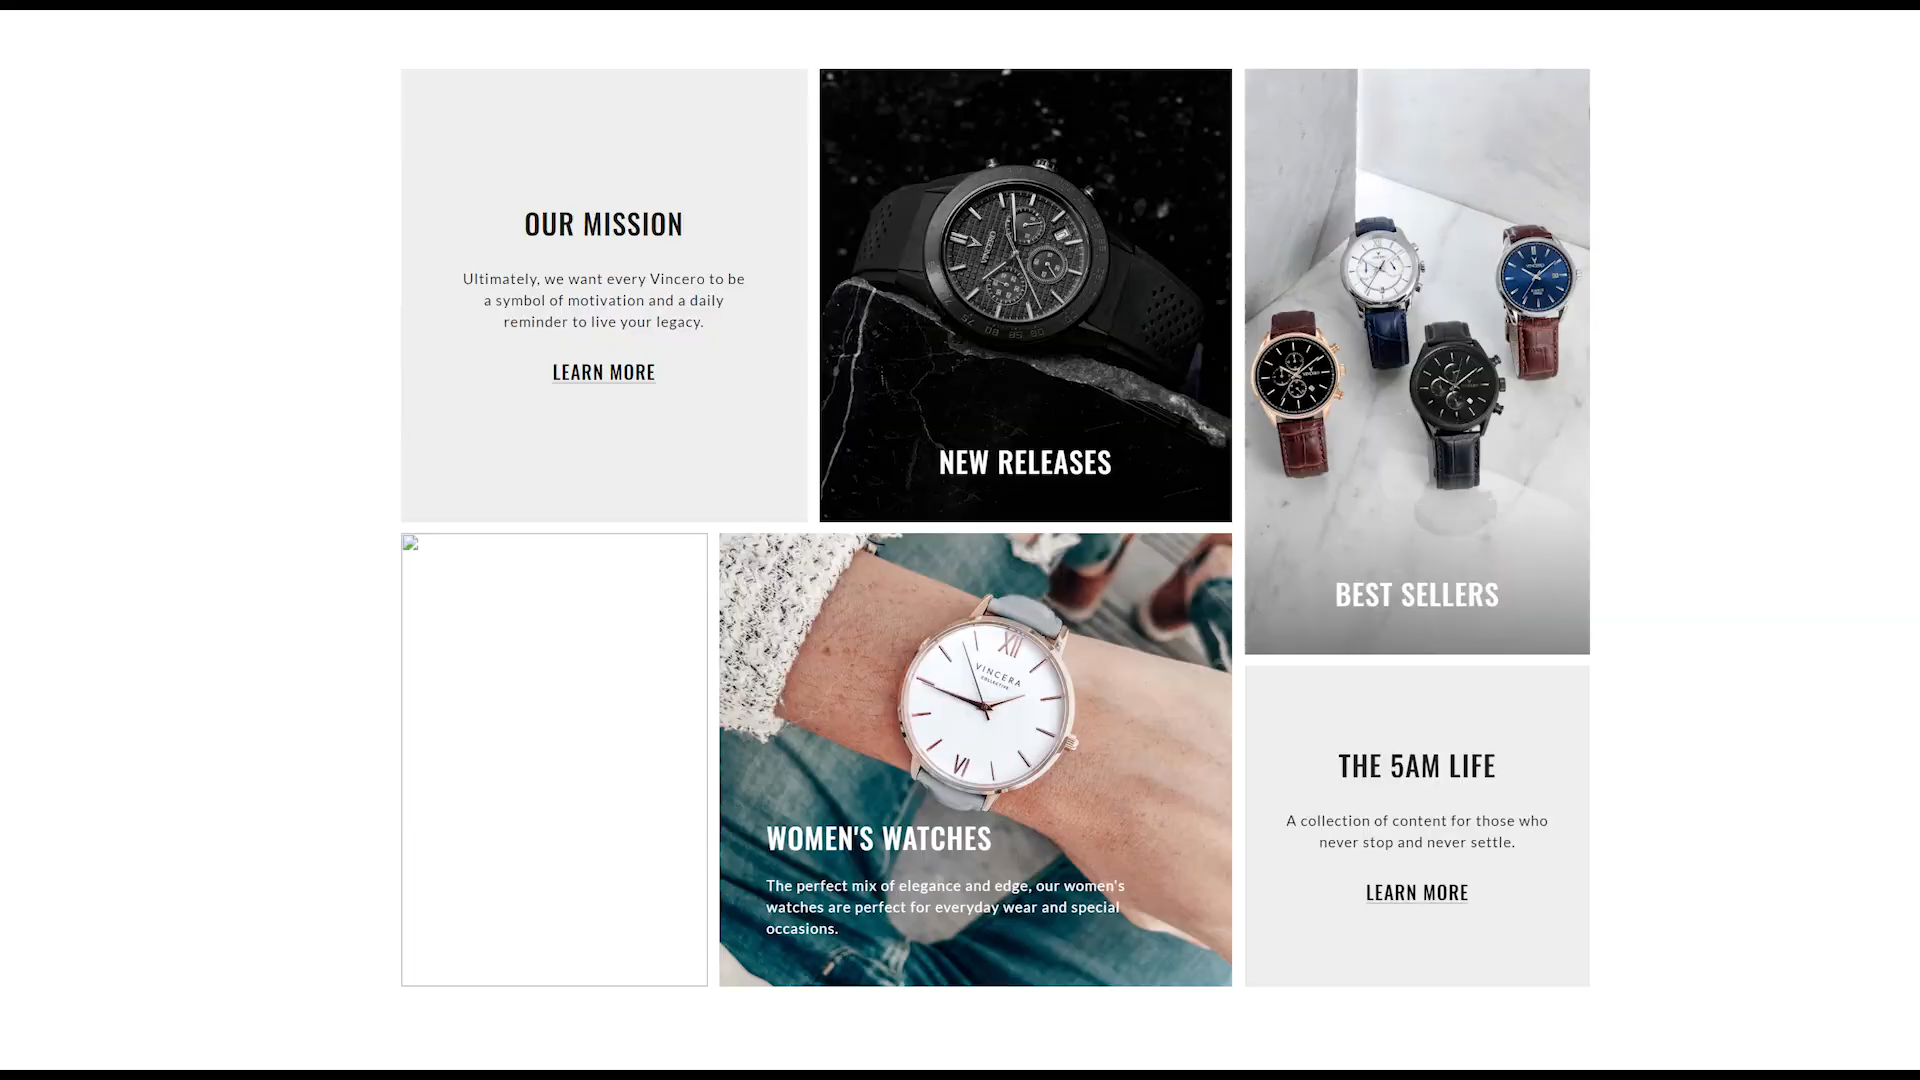 OUR MISSION
Ultimately, we want every Vincero to be
a symbol of motivation and a daily
reminder to live your legacy.
LEARN MORE
VINCERO
NEW RELEASES
BEST SELLERS
VINCERA
COLLECTIVE
WOMEN'S WATCHES
The perfect mix of elegance and edge, our women's
watches are perfect for everyday wear and special
occasions.
THE 5AM LIFE
A collection of content for those who
never stop and never settle.
LEARN MORE